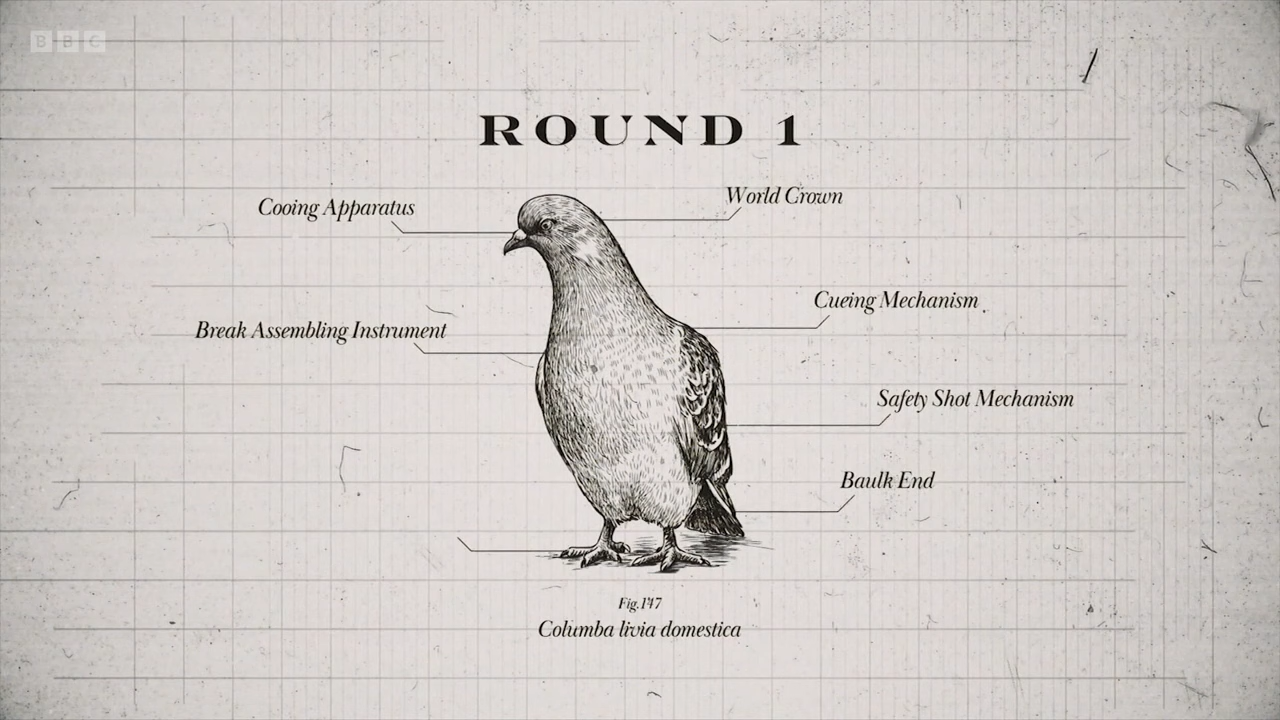 BBC
ROUND 1
Cooing Apparatus
World Crown
Cueing Mechanism
Break Assembling Instrument
Safety Shot Mechanism
Baulk End
Fig.147
Columba livia domestica